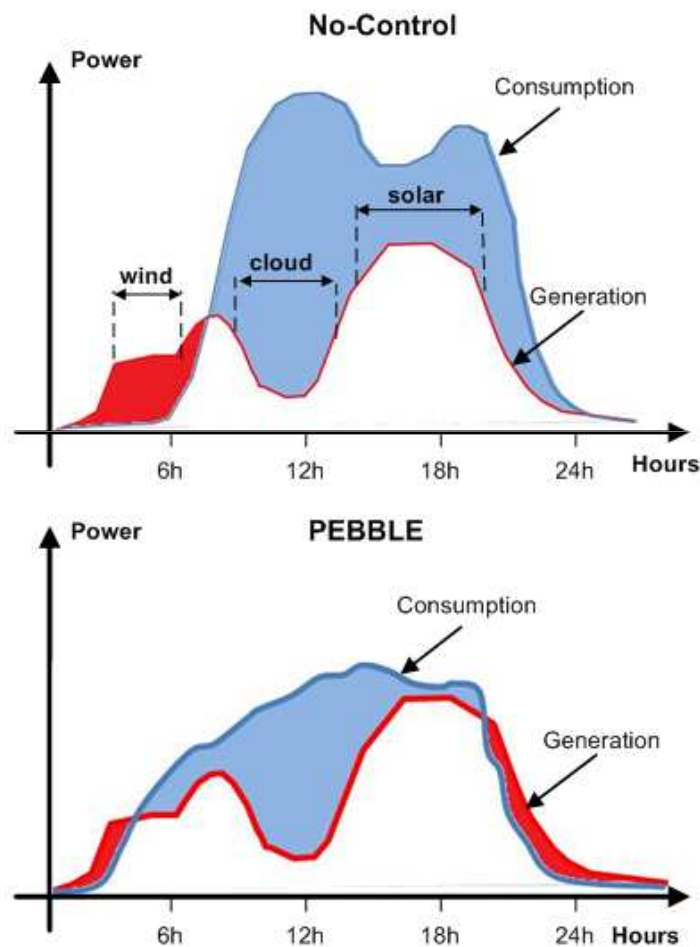 No-Control
Power
Consumption
solar
cloud
wind
Generation
6h 12h 18h 24h Hours
PEBBLE
Power
Consumption
Generation
6h 12h 18h 24h Hours